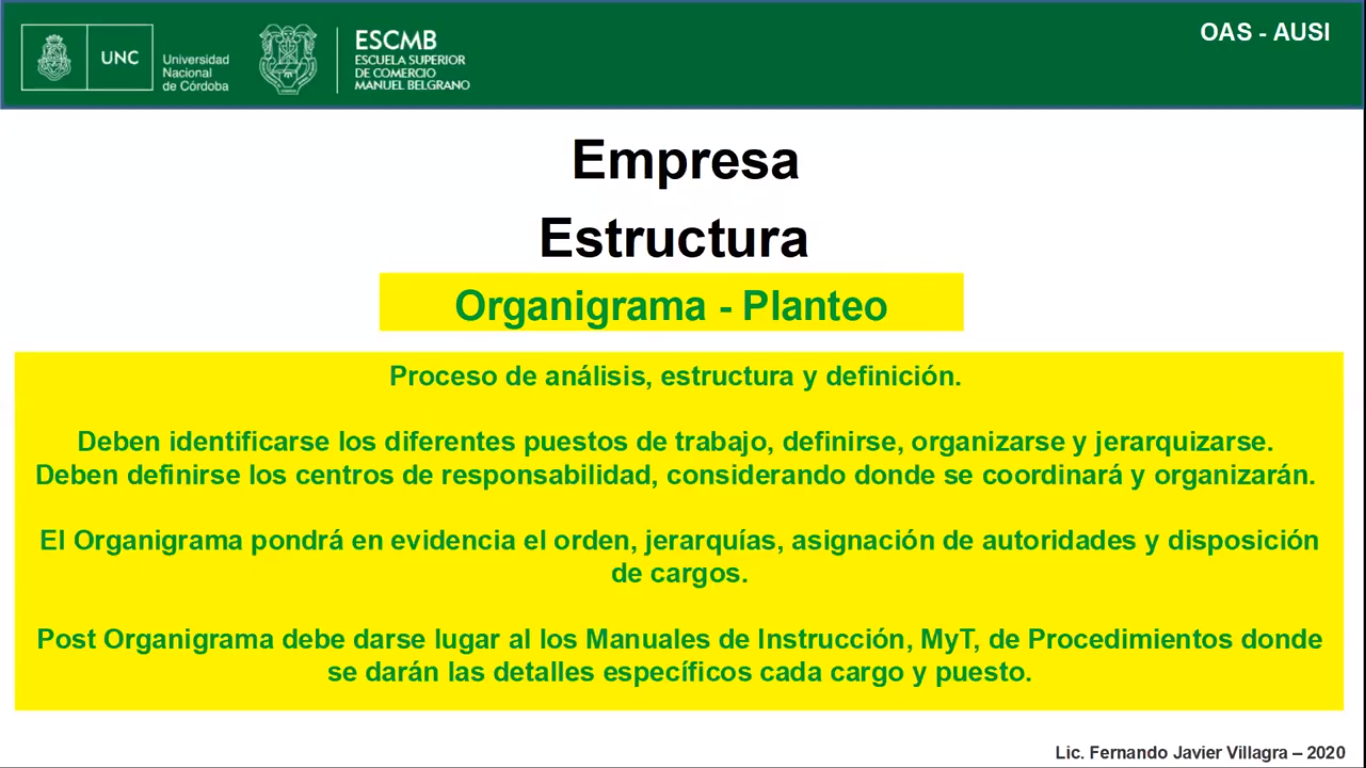 UNC
Universidad
Nacional
de Córdoba
ESCMB
ESCUELA SUPERIOR
DE COMERCIO
MANUEL BELGRANO
OAS - AUSI
Empresa
Estructura
Organigrama - Planteo
Proceso de análisis, estructura y definición.
Deben identificarse los diferentes puestos de trabajo, definirse, organizarse y jerarquizarse.
Deben definirse los centros de responsabilidad, considerando donde se coordinará y organizarán.
El Organigrama pondrá en evidencia el orden, jerarquías, asignación de autoridades y disposición
de cargos.
Post Organigrama debe darse lugar al los Manuales de Instrucción, MyT, de Procedimientos donde
se darán las detalles específicos cada cargo y puesto.
Lic. Fernando Javier Villagra – 2020